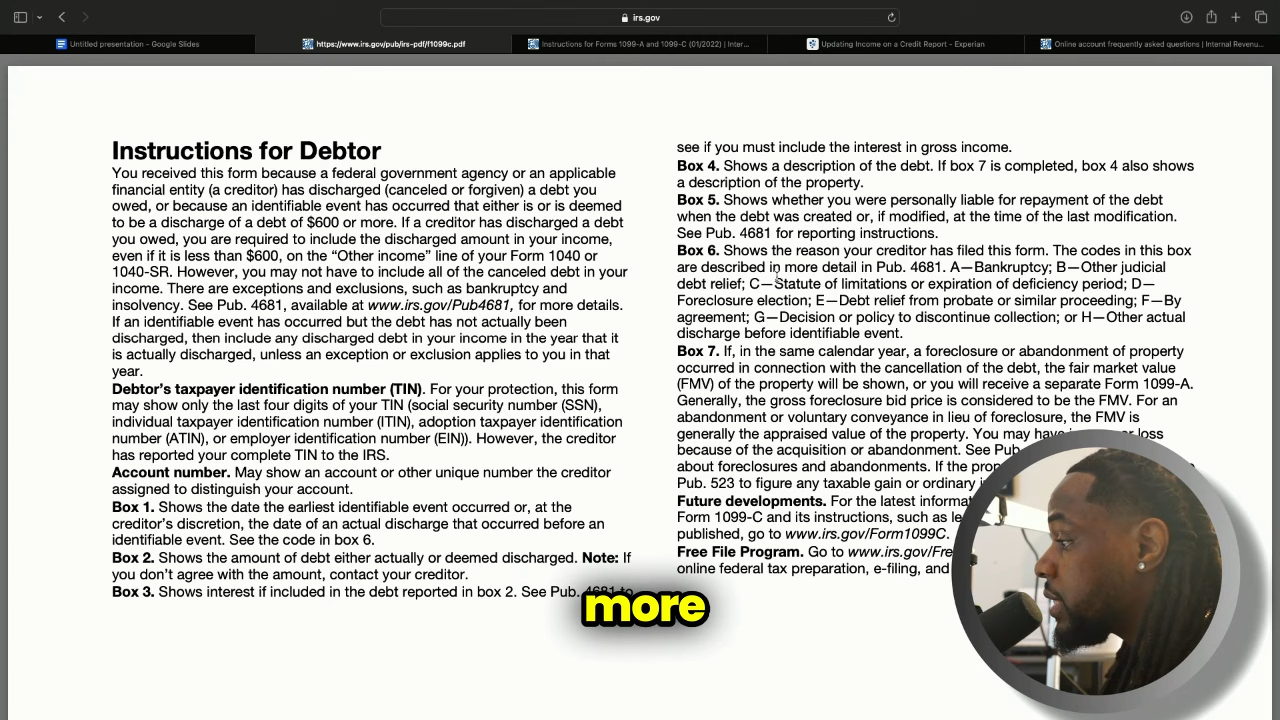 irs.gov
Untitled presentation – Google Slides
https://www.irs.gov/pub/irs-pdf/f1099c.pdf
Instructions for Forms 1099-A and 1099-C (01/2022) | Inter...
Updating Income on a Credit Report - Experian
Online account frequently asked questions | Internal Revenu...
Instructions for Debtor
You received this form because a federal government agency or an applicable
financial entity (a creditor) has discharged (canceled or forgiven) a debt you
owed, or because an identifiable event has occurred that either is or is deemed
to be a discharge of a debt of $600 or more. If a creditor has discharged a debt
you owed, you are required to include the discharged amount in your income,
even if it is less than $600, on the “Other income” line of your Form 1040 or
1040-SR. However, you may not have to include all of the canceled debt in your
income. There are exceptions and exclusions, such as bankruptcy and
insolvency. See Pub. 4681, available at www.irs.gov/Pub4681, for more details.
If an identifiable event has occurred but the debt has not actually been
discharged, then include any discharged debt in your income in the year that it
is actually discharged, unless an exception or exclusion applies to you in that
year.
Debtor’s taxpayer identification number (TIN). For your protection, this form
may show only the last four digits of your TIN (social security number (SSN),
individual taxpayer identification number (ITIN), adoption taxpayer identification
number (ATIN), or employer identification number (EIN)). However, the creditor
has reported your complete TIN to the IRS.
Account number. May show an account or other unique number the creditor
assigned to distinguish your account.
Box 1. Shows the date the earliest identifiable event occurred or, at the
creditor’s discretion, the date of an actual discharge that occurred before an
identifiable event. See the code in box 6.
Box 2. Shows the amount of debt either actually or deemed discharged. Note: If
you don’t agree with the amount, contact your creditor.
Box 3. Shows interest if included in the debt reported in box 2. See Pub. 4681 to
see if you must include the interest in gross income.
Box 4. Shows a description of the debt. If box 7 is completed, box 4 also shows
a description of the property.
Box 5. Shows whether you were personally liable for repayment of the debt
when the debt was created or, if modified, at the time of the last modification.
See Pub. 4681 for reporting instructions.
Box 6. Shows the reason your creditor has filed this form. The codes in this box
are described in more detail in Pub. 4681. A—Bankruptcy; B—Other judicial
debt relief; C—Statute of limitations or expiration of deficiency period; D—
Foreclosure election; E—Debt relief from probate or similar proceeding; F—By
agreement; G—Decision or policy to discontinue collection; or H—Other actual
discharge before identifiable event.
Box 7. If, in the same calendar year, a foreclosure or abandonment of property
occurred in connection with the cancellation of the debt, the fair market value
(FMV) of the property will be shown, or you will receive a separate Form 1099-A.
Generally, the gross foreclosure bid price is considered to be the FMV. For an
abandonment or voluntary conveyance in lieu of foreclosure, the FMV is
generally the appraised value of the property. You may have loss
because of the acquisition or abandonment. See Pub.
about foreclosures and abandonments. If the
Pub. 523 to figure any taxable gain or ordinary
Future developments. For the latest
Form 1099-C and its instructions, such as
published, go to www.irs.gov/Form1099C.
Free File Program. Go to
online federal tax preparation, e-filing, and
more